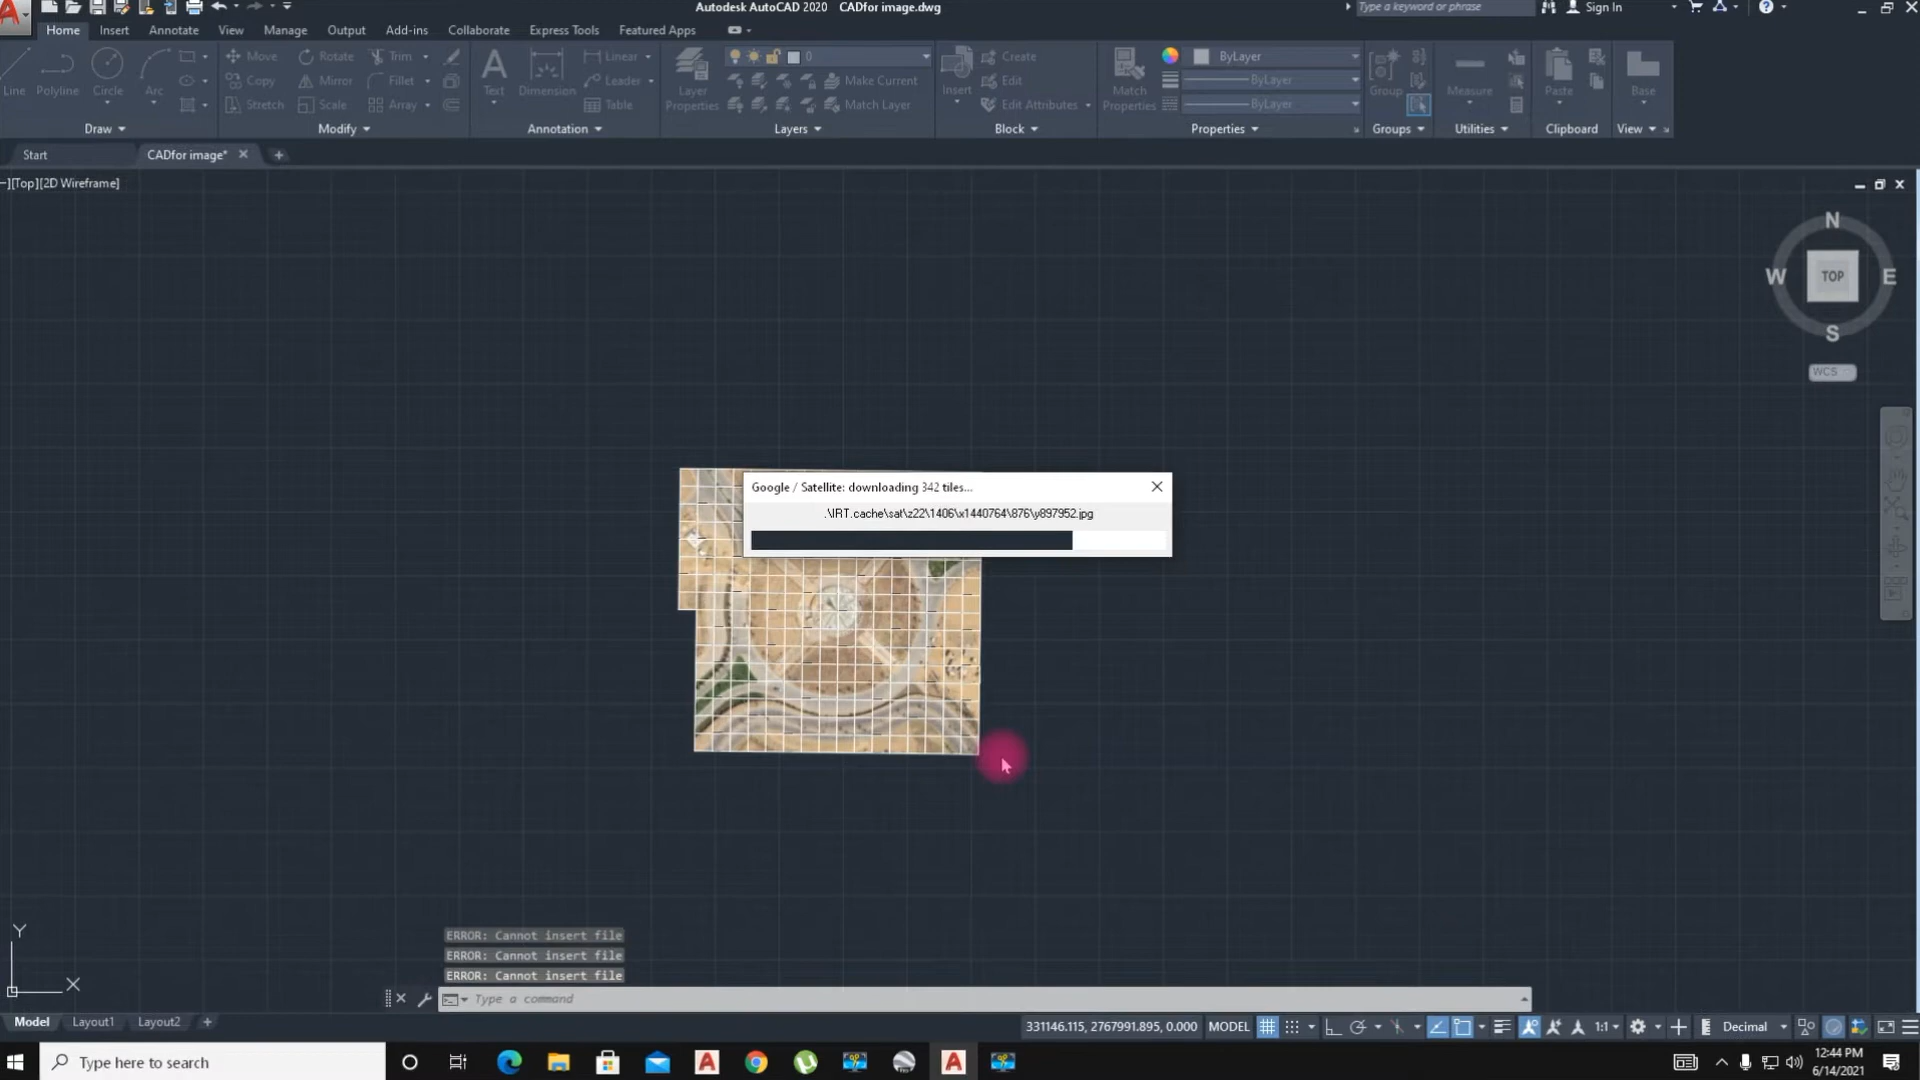 Autodesk AutoCAD 2020 CADfor image.dwg
Type a keyword or phrase
Sign In
Home Insert Annotate View Manage Output Add-ins Collaborate Express Tools Featured Apps
Line Polyline Circle Arc
Move Rotate Trim
Copy Mirror Fillet
Stretch Scale Array
Text Dimension
Linear
Leader
Table
Layer Properties
0
Make Current
Match Layer
Insert
Create
Edit
Edit Attributes
Match Properties
ByLayer
ByLayer
ByLayer
Group
Measure
Paste
Base
Draw Modify Annotation Layers Block Properties Groups Utilities Clipboard View
Start CADfor image*
[Top][2D Wireframe]
N
W TOP E
S
WCS
Google / Satellite: downloading 342 tiles...
.\IRT.cache\sat\z22\1406\x1440764\876\y897952.jpg
Y
X
ERROR: Cannot insert file
ERROR: Cannot insert file
ERROR: Cannot insert file
Type a command
Model Layout1 Layout2
331146.115, 2767991.895, 0.000 MODEL 1:1 Decimal
Type here to search
12:44 PM
6/14/2021